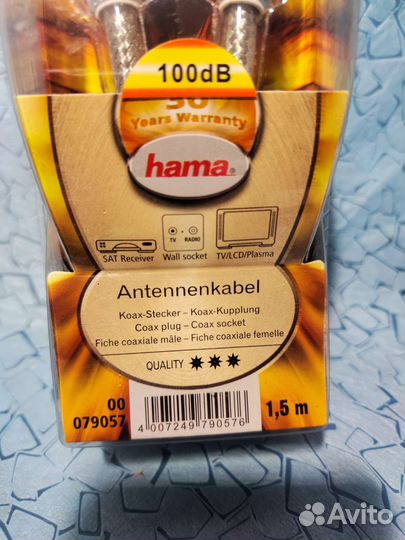 100dB
30
Years Warranty
hama®
TV RADIO
SAT Receiver
Wall socket
TV/LCD/Plasma
Antennenkabel
Koax-Stecker – Koax-Kupplung
Coax plug – Coax socket
Fiche coaxiale mâle – Fiche coaxiale femelle
QUALITY ✷✷✷
00
079057
1,5 m
4 007249 790576
Avito